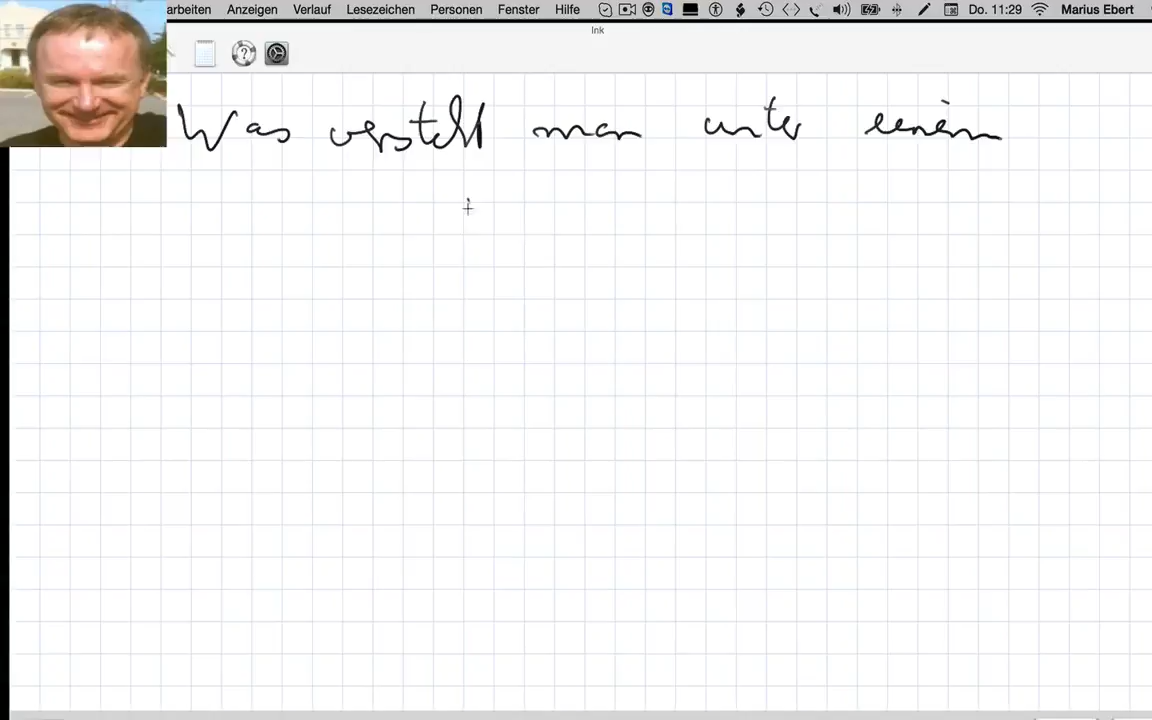 arbeiten Anzeigen Verlauf Lesezeichen Personen Fenster Hilfe Do. 11:29 Marius Ebert
Ink
Was versteht man unter einem